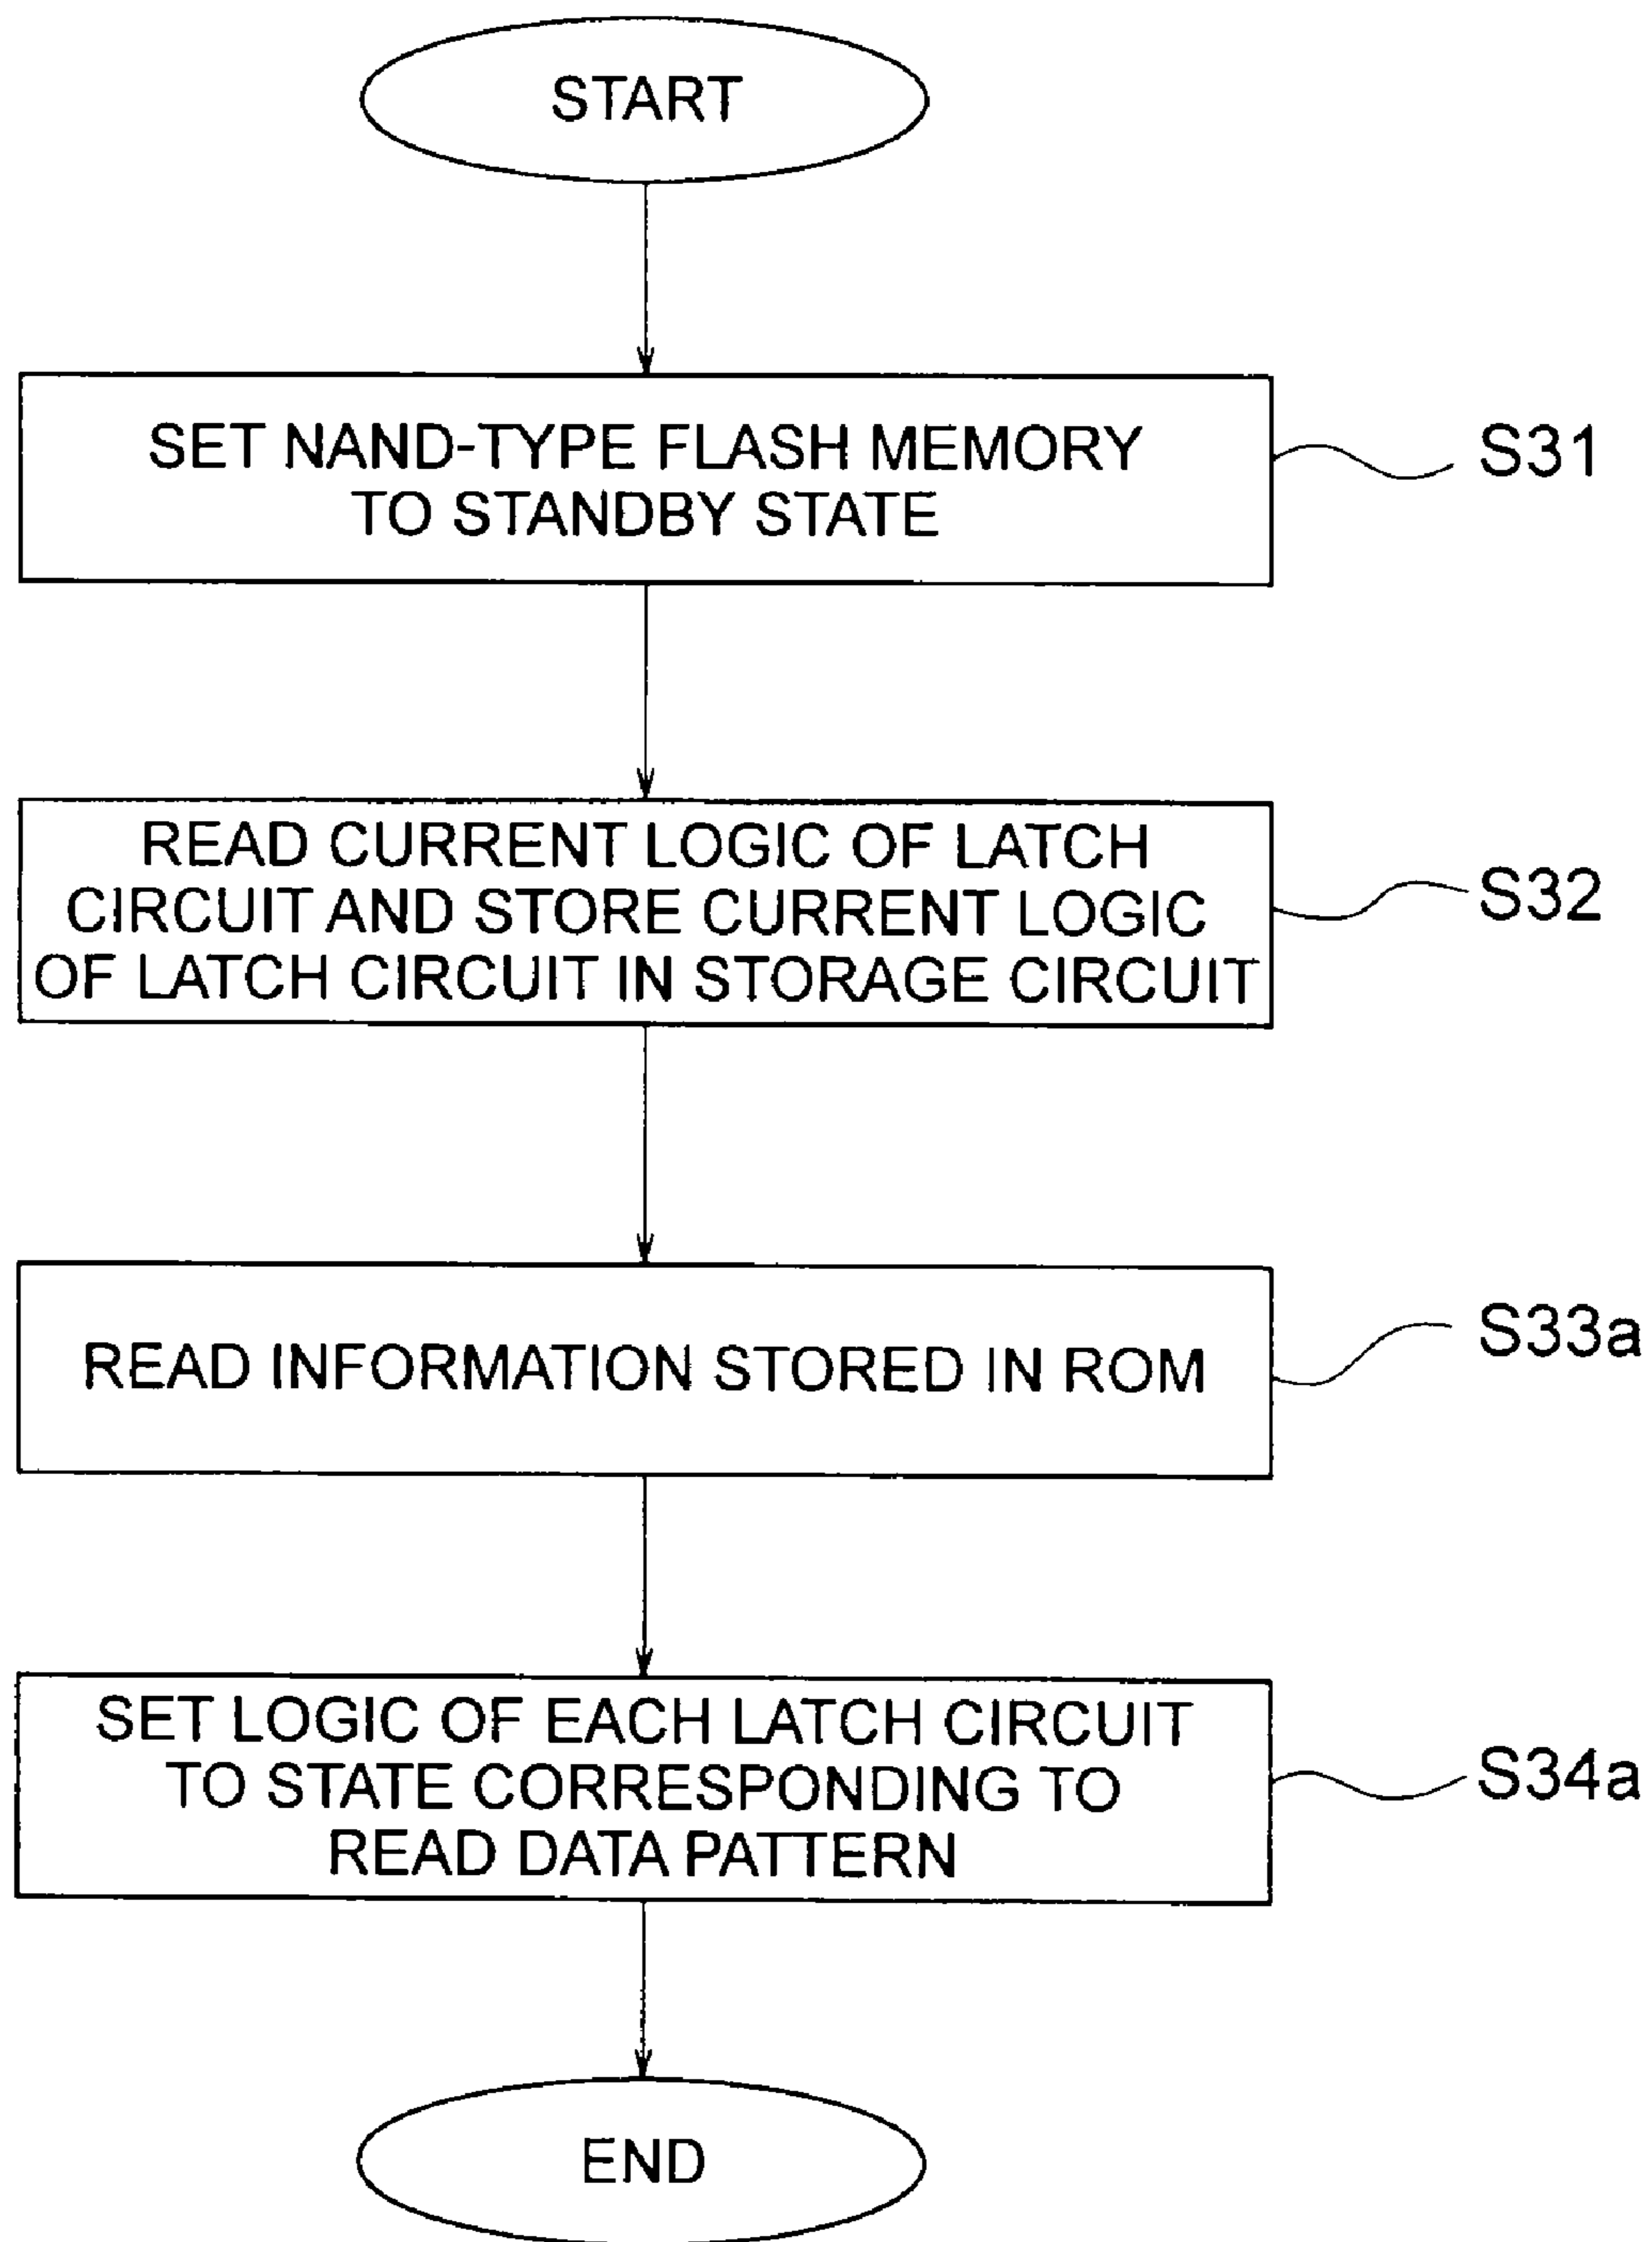 START
SET NAND-TYPE FLASH MEMORY
TO STANDBY STATE
S31
READ CURRENT LOGIC OF LATCH
CIRCUIT AND STORE CURRENT LOGIC
OF LATCH CIRCUIT IN STORAGE CIRCUIT
S32
READ INFORMATION STORED IN ROM
S33a
SET LOGIC OF EACH LATCH CIRCUIT
TO STATE CORRESPONDING TO
READ DATA PATTERN
S34a
END